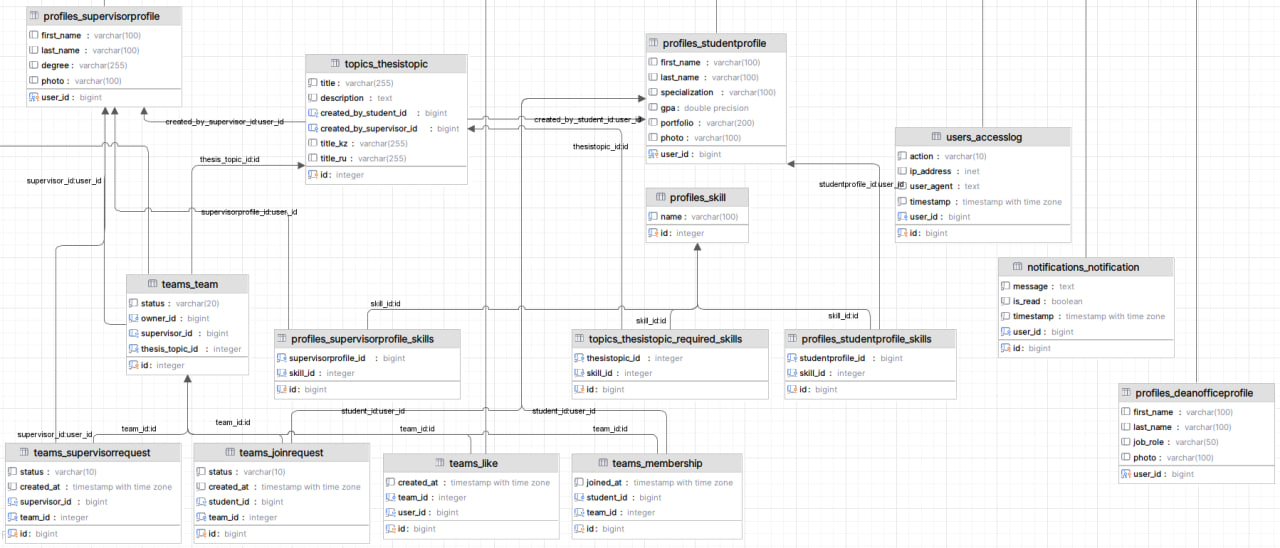 profiles_supervisorprofile
first_name : varchar(100)
last_name : varchar(100)
degree : varchar(255)
photo : varchar(100)
user_id : bigint
topics_thesistopic
title : varchar(255)
description : text
created_by_student_id : bigint
created_by_supervisor_id : bigint
title_kz : varchar(255)
title_ru : varchar(255)
id : integer
profiles_studentprofile
first_name : varchar(100)
last_name : varchar(100)
specialization : varchar(100)
gpa : double precision
portfolio : varchar(200)
photo : varchar(100)
user_id : bigint
users_accesslog
action : varchar(10)
ip_address : inet
user_agent : text
timestamp : timestamp with time zone
user_id : bigint
id : bigint
created_by_supervisor_id:user_id
created_by_student_id:user_id
thesistopic_id:id
thesis_topic_id:id
supervisor_id:user_id
studentprofile_id:user_id
supervisorprofile_id:user_id
profiles_skill
name : varchar(100)
id : integer
notifications_notification
message : text
is_read : boolean
timestamp : timestamp with time zone
user_id : bigint
id : bigint
teams_team
status : varchar(20)
owner_id : bigint
supervisor_id : bigint
thesis_topic_id : integer
id : integer
skill_id:id
skill_id:id
skill_id:id
profiles_supervisorprofile_skills
supervisorprofile_id : bigint
skill_id : integer
id : bigint
topics_thesistopic_required_skills
thesistopic_id : integer
skill_id : integer
id : bigint
profiles_studentprofile_skills
studentprofile_id : bigint
skill_id : integer
id : bigint
profiles_deanofficeprofile
first_name : varchar(100)
last_name : varchar(100)
job_role : varchar(50)
photo : varchar(100)
user_id : bigint
student_id:user_id
student_id:user_id
team_id:id
team_id:id
team_id:id
team_id:id
supervisor_id:user_id
teams_supervisorrequest
status : varchar(10)
created_at : timestamp with time zone
supervisor_id : bigint
team_id : integer
id : bigint
teams_joinrequest
status : varchar(10)
created_at : timestamp with time zone
student_id : bigint
team_id : integer
id : bigint
teams_like
created_at : timestamp with time zone
team_id : integer
user_id : bigint
id : bigint
teams_membership
joined_at : timestamp with time zone
student_id : bigint
team_id : integer
id : bigint